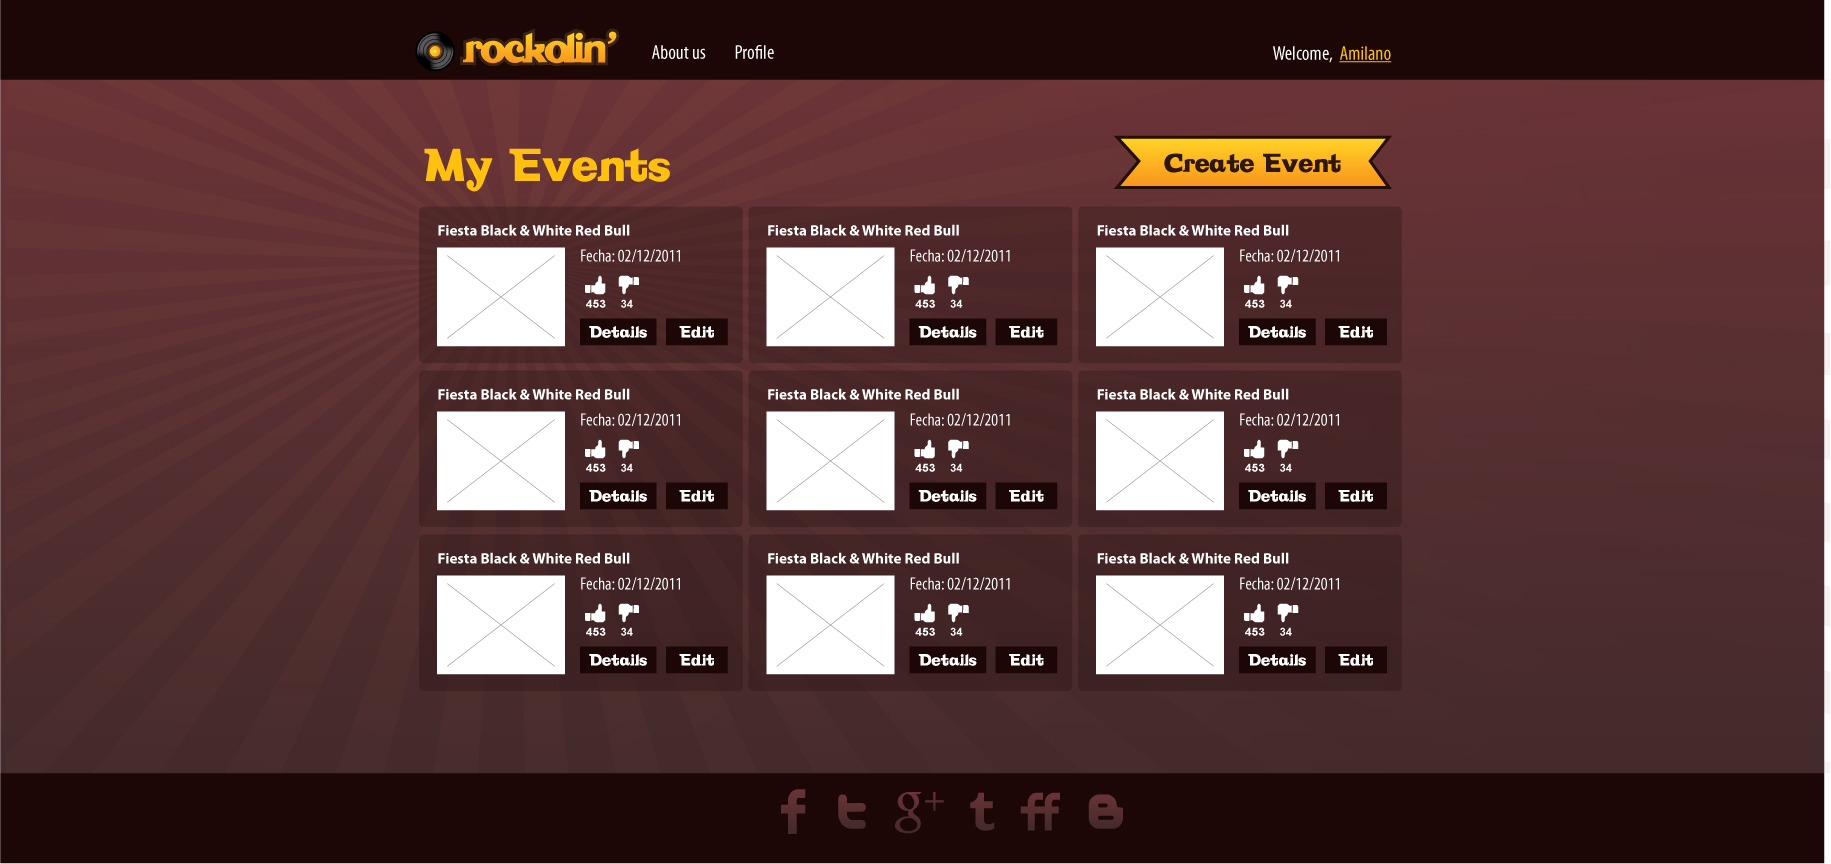 rockolin'
About us Profile
Welcome, Amilano
My Events
Create Event
Fiesta Black & White Red Bull
Fecha: 02/12/2011
453 34
Details Edit
Fiesta Black & White Red Bull
Fecha: 02/12/2011
453 34
Details Edit
Fiesta Black & White Red Bull
Fecha: 02/12/2011
453 34
Details Edit
Fiesta Black & White Red Bull
Fecha: 02/12/2011
453 34
Details Edit
Fiesta Black & White Red Bull
Fecha: 02/12/2011
453 34
Details Edit
Fiesta Black & White Red Bull
Fecha: 02/12/2011
453 34
Details Edit
Fiesta Black & White Red Bull
Fecha: 02/12/2011
453 34
Details Edit
Fiesta Black & White Red Bull
Fecha: 02/12/2011
453 34
Details Edit
Fiesta Black & White Red Bull
Fecha: 02/12/2011
453 34
Details Edit
f t g+ t ff B